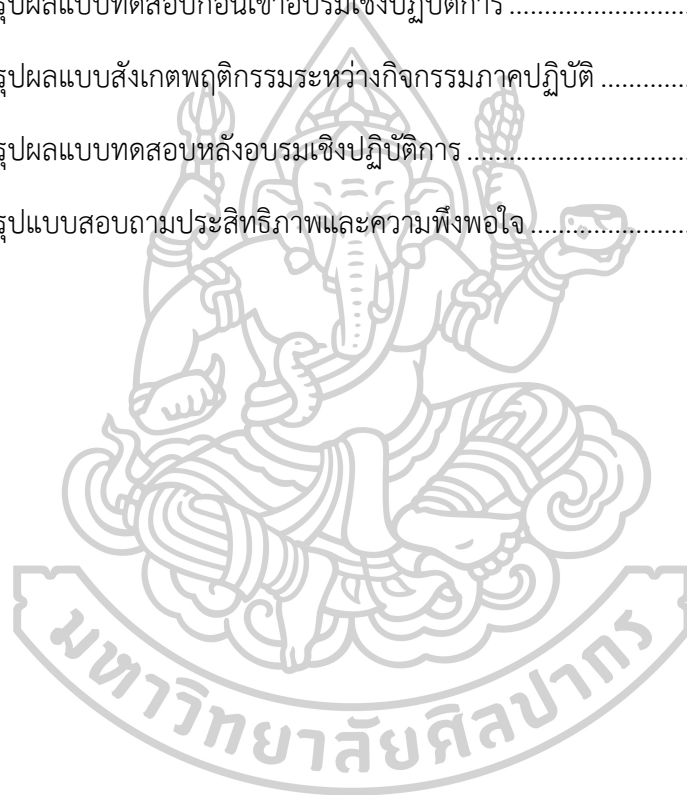 รุปผลแบบทดสอบก่อนเข้าอบรมเชิงปฏิบัติการ ........................
รุปผลแบบสังเกตพฤติกรรมระหว่างกิจกรรมภาคปฏิบัติ ............
รุปผลแบบทดสอบหลังอบรมเชิงปฏิบัติการ .............................
รุปแบบสอบถามประสิทธิภาพและความพึงพอใจ .....................
มหาวิทยาลัยศิลปากร